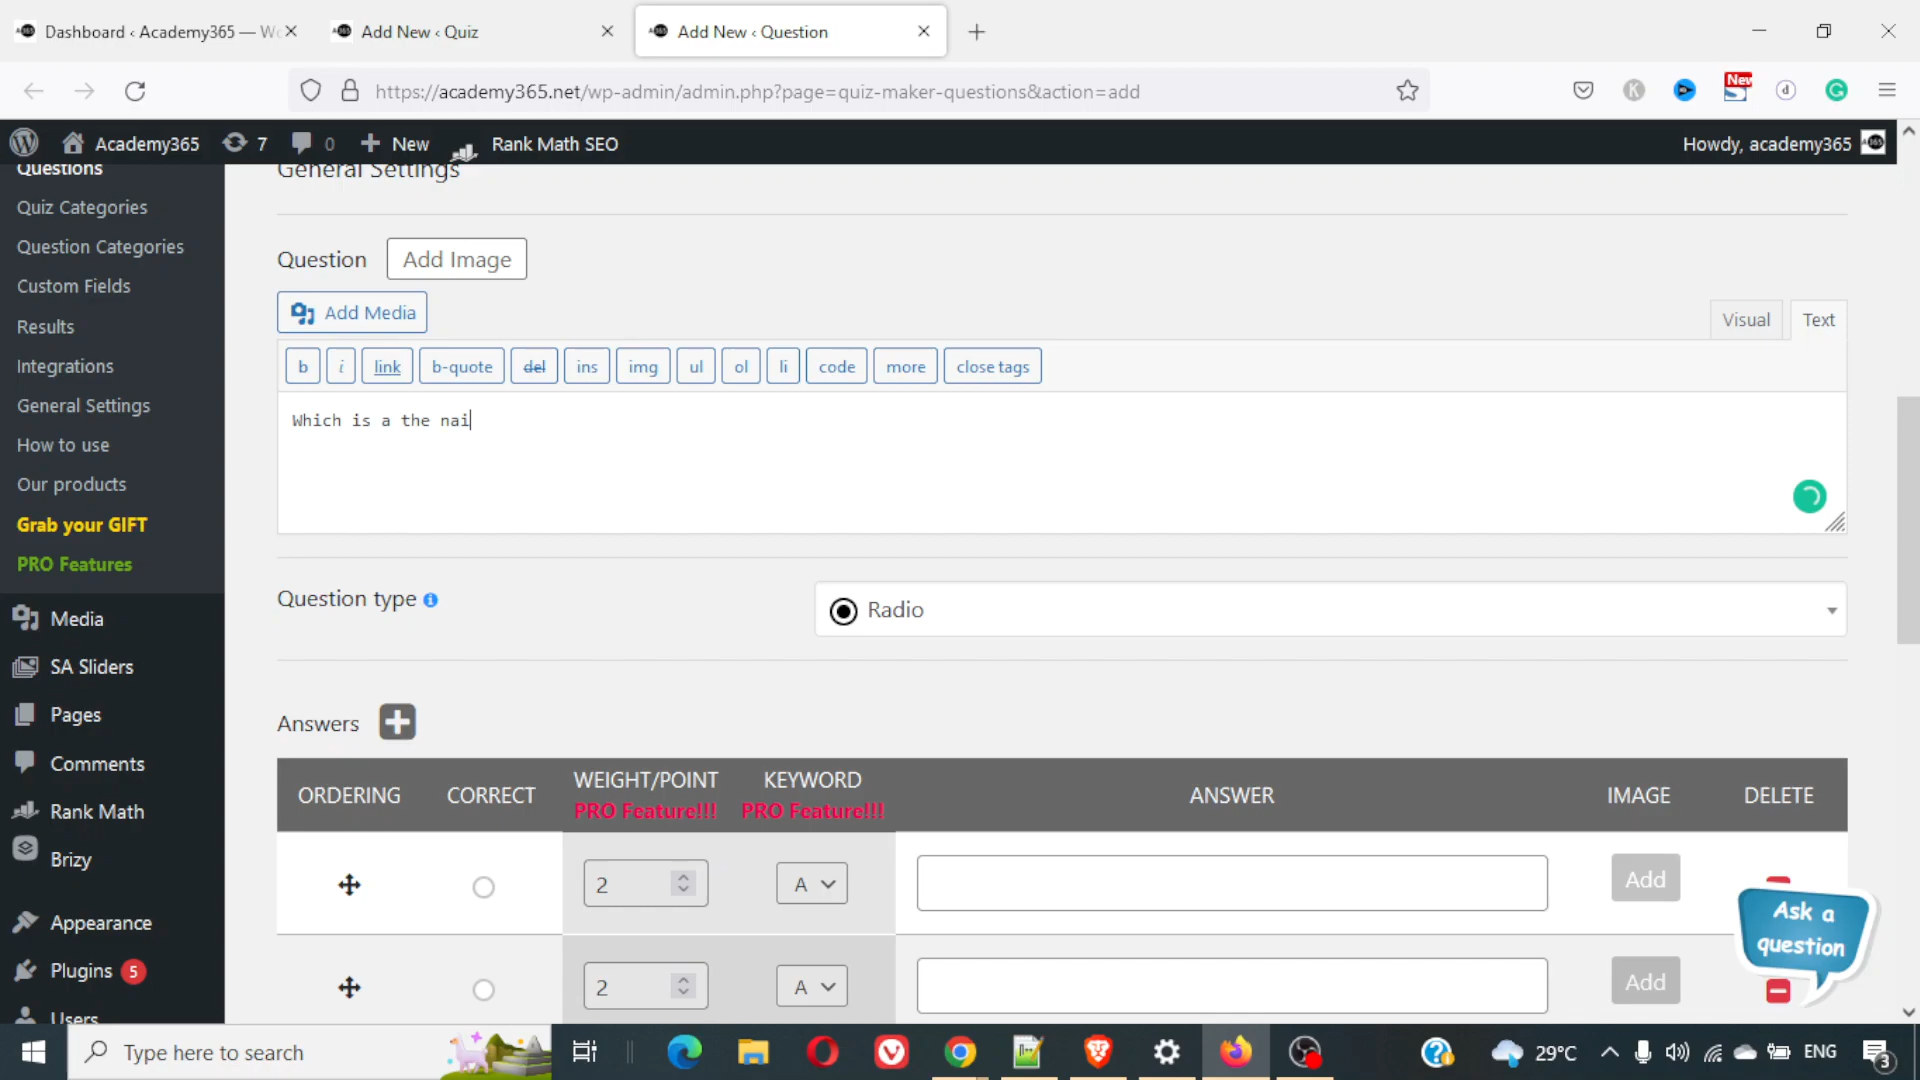 Dashboard ‹ Academy365 — W
Add New ‹ Quiz
Add New ‹ Question
https://academy365.net/wp-admin/admin.php?page=quiz-maker-questions&action=add
New
Academy365
7
0
New
Rank Math SEO
Howdy, academy365
Questions
Quiz Categories
Question Categories
Custom Fields
Results
Integrations
General Settings
How to use
Our products
Grab your GIFT
PRO Features
Media
SA Sliders
Pages
Comments
Rank Math
Brizy
Appearance
Plugins 5
Users
General Settings
Question
Add Image
Add Media
Visual
Text
b
i
link
b-quote
del
ins
img
ul
ol
li
code
more
close tags
Which is a the nai
Question type
Radio
Answers
ORDERING
CORRECT
WEIGHT/POINT
PRO Feature!!!
KEYWORD
PRO Feature!!!
ANSWER
IMAGE
DELETE
2
A
Add
2
A
Add
Ask a
question
Type here to search
29°C
ENG
3